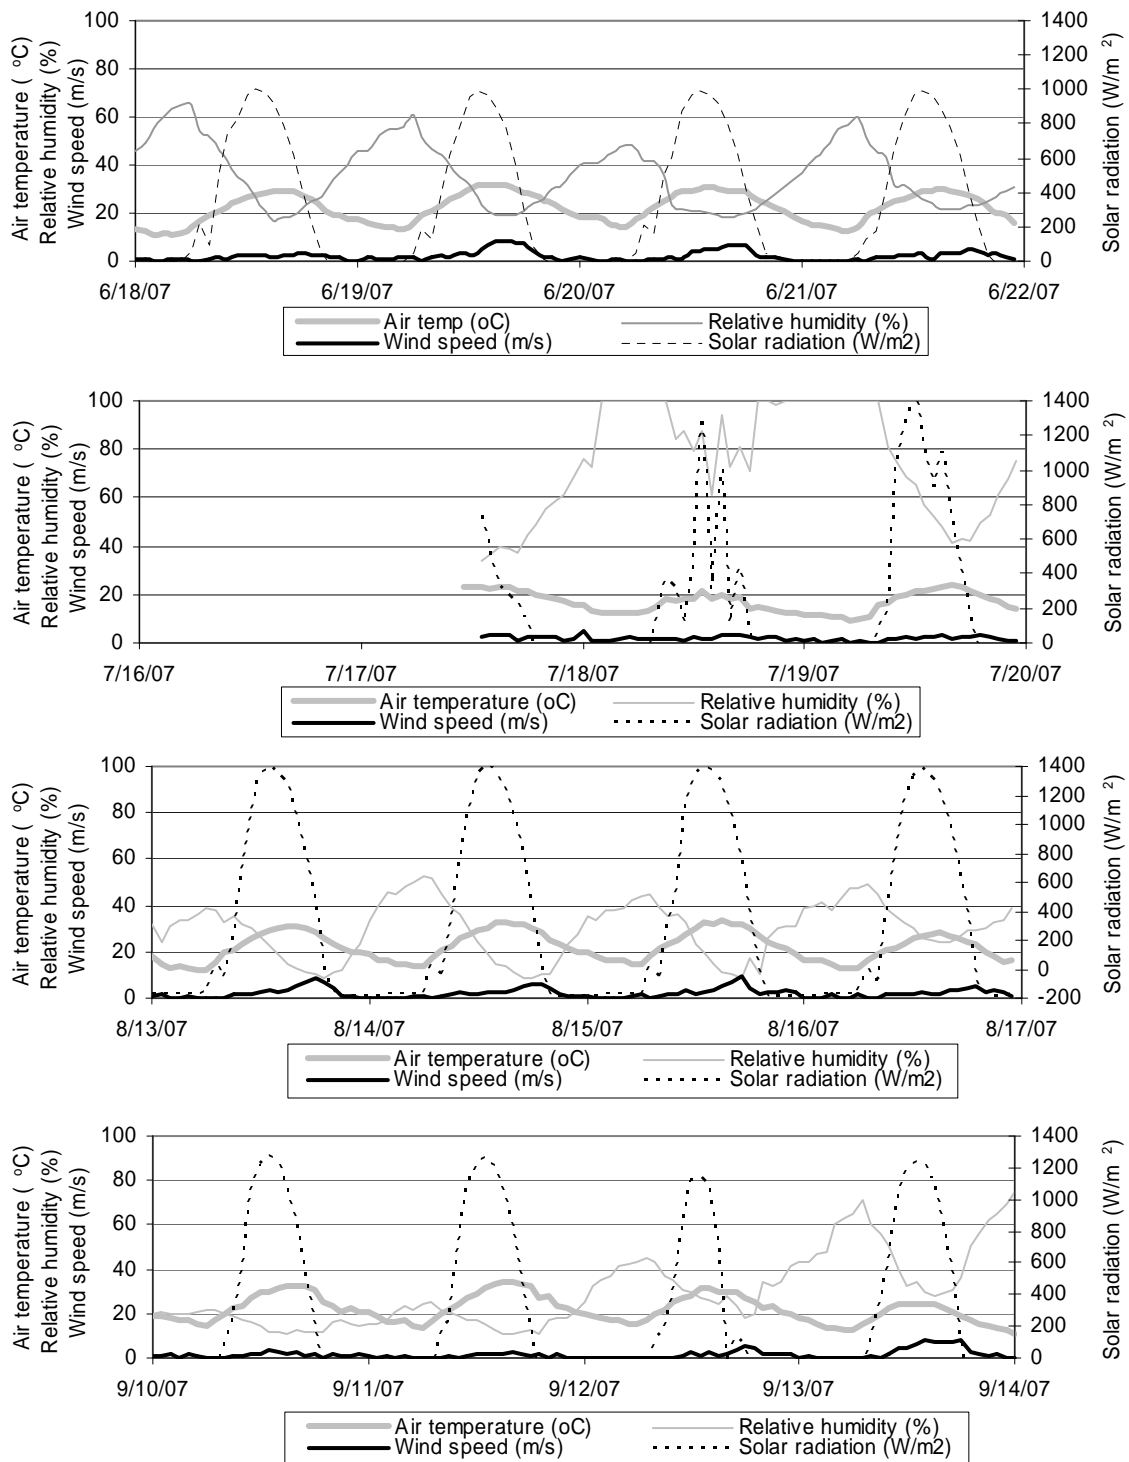 Air temperature ( °C)
Relative humidity (%)
Wind speed (m/s)
100
80
60
40
20
0
1400
1200
1000
800
600
400
200
0
Solar radiation (W/m 2)
6/18/07 6/19/07 6/20/07 6/21/07 6/22/07
Air temp (oC) Relative humidity (%)
Wind speed (m/s) Solar radiation (W/m2)
Air temperature ( °C)
Relative humidity (%)
Wind speed (m/s)
100
80
60
40
20
0
1400
1200
1000
800
600
400
200
0
Solar radiation (W/m 2)
7/16/07 7/17/07 7/18/07 7/19/07 7/20/07
Air temperature (oC) Relative humidity (%)
Wind speed (m/s) Solar radiation (W/m2)
Air temperature ( °C)
Relative humidity (%)
Wind speed (m/s)
100
80
60
40
20
0
1400
1200
1000
800
600
400
200
0
-200
Solar radiation (W/m 2)
8/13/07 8/14/07 8/15/07 8/16/07 8/17/07
Air temperature (oC) Relative humidity (%)
Wind speed (m/s) Solar radiation (W/m2)
Air temperature ( °C)
Relative humidity (%)
Wind speed (m/s)
100
80
60
40
20
0
1400
1200
1000
800
600
400
200
0
Solar radiation (W/m 2)
9/10/07 9/11/07 9/12/07 9/13/07 9/14/07
Air temperature (oC) Relative humidity (%)
Wind speed (m/s) Solar radiation (W/m2)